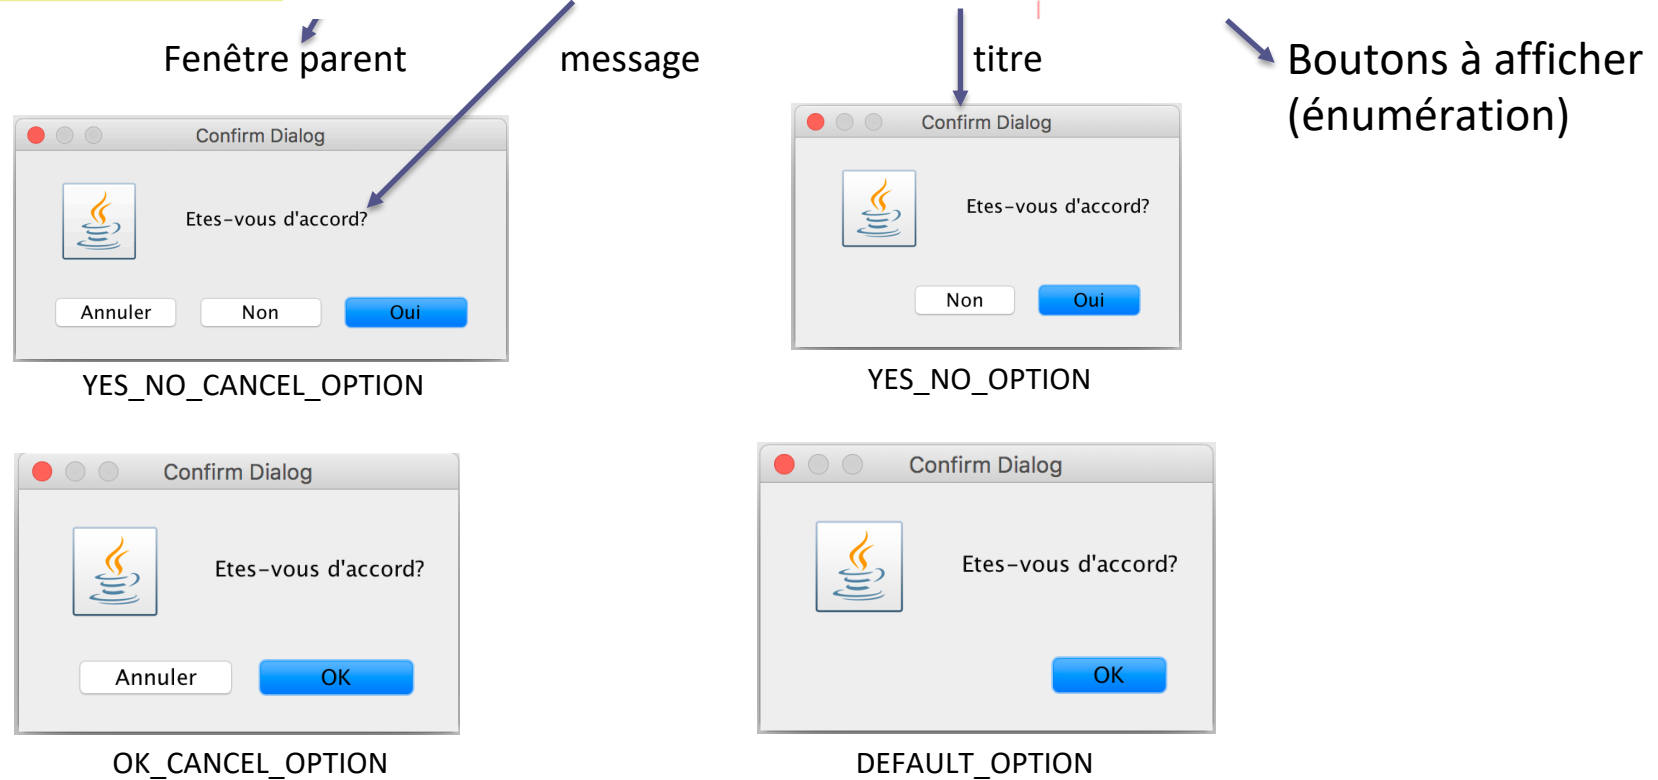 Fenêtre parent
message
titre
Boutons à afficher
(énumération)
Confirm Dialog
Etes-vous d'accord?
Annuler
Non
Oui
YES_NO_CANCEL_OPTION
Confirm Dialog
Etes-vous d'accord?
Non
Oui
YES_NO_OPTION
Confirm Dialog
Etes-vous d'accord?
Annuler
OK
OK_CANCEL_OPTION
Confirm Dialog
Etes-vous d'accord?
OK
DEFAULT_OPTION